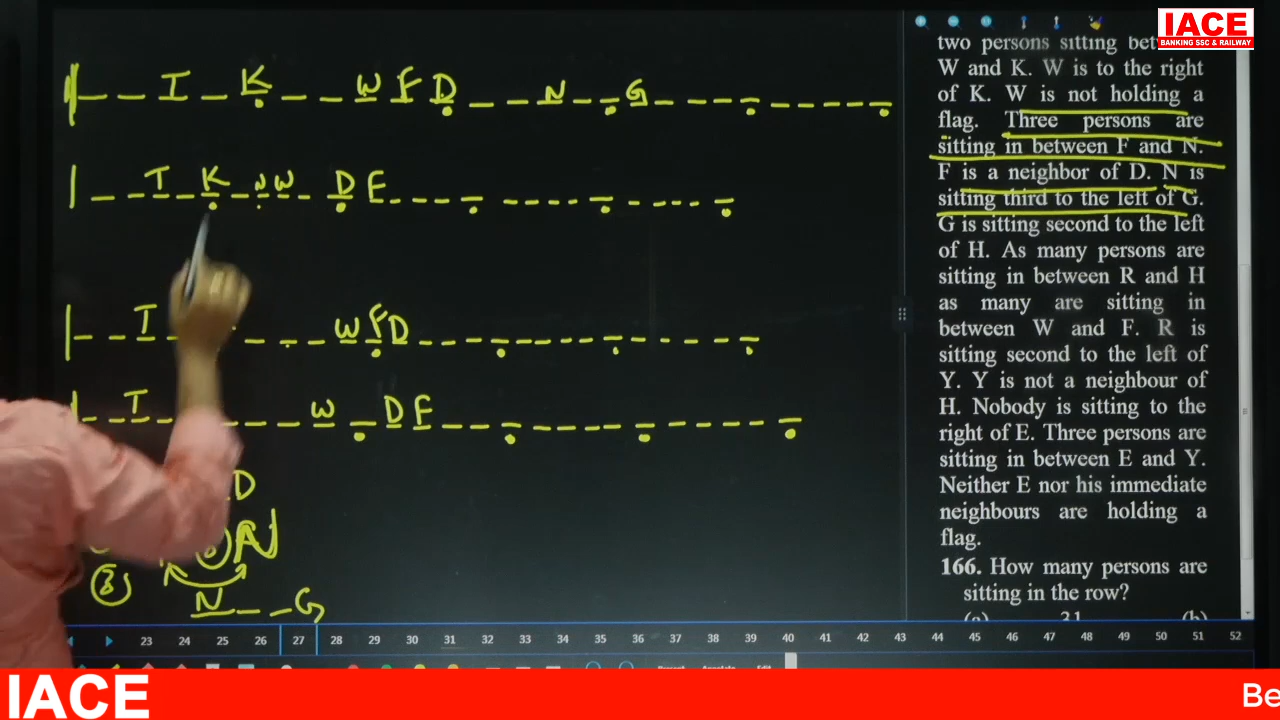 IACE
BANKING SSC & RAILWAY
I K W F D N G
T K N W D F
T W F D
T W D F
D
N
3
N _ _ G
two persons sitting
W and K. W is to the right
of K. W is not holding a
flag. Three persons are
sitting in between F and N.
F is a neighbor of D. N is
sitting third to the left of G.
G is sitting second to the left
of H. As many persons are
sitting in between R and H
as many are sitting in
between W and F. R is
sitting second to the left of
Y. Y is not a neighbour of
H. Nobody is sitting to the
right of E. Three persons are
sitting in between E and Y.
Neither E nor his immediate
neighbours are holding a
flag.
166. How many persons are
sitting in the row?
(a) 31 (b)
23 24 25 26 27 28 29 30 31 32 33 34 35 36 37 38 39 40 41 42 43 44 45 46 47 48 49 50 51 52
IACE
Be